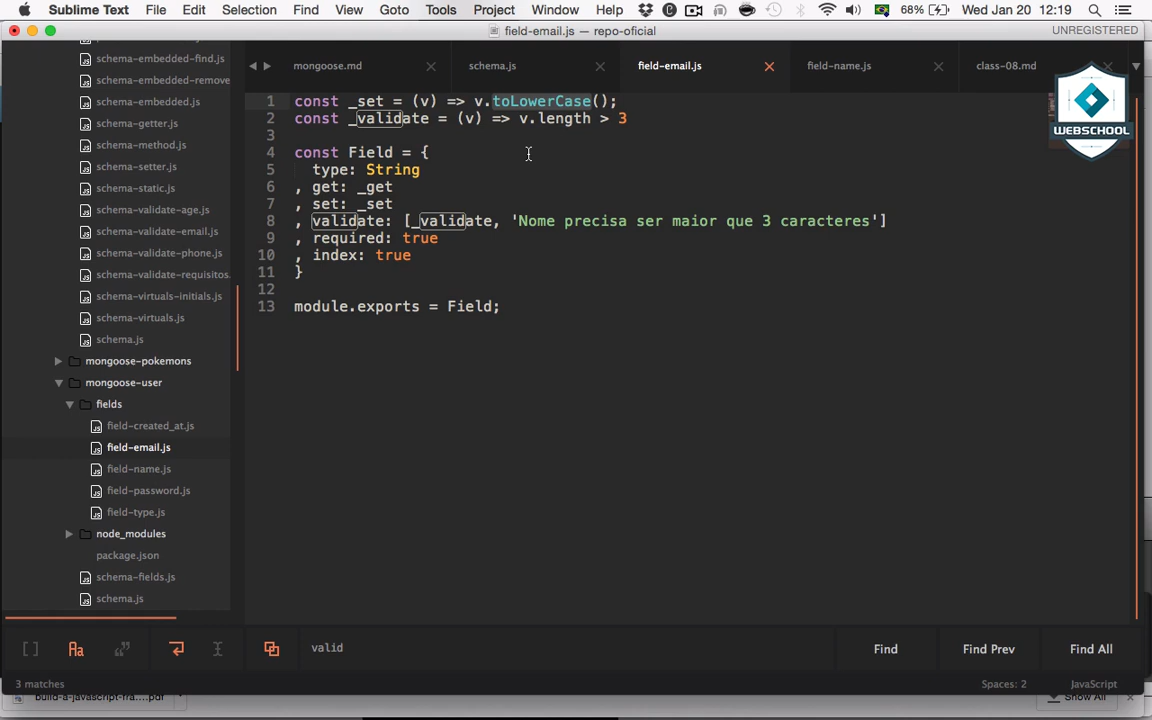 Sublime Text File Edit Selection Find View Goto Tools Project Window Help 68% Wed Jan 20 12:19
field-email.js — repo-oficial UNREGISTERED
mongoose.md schema.js field-email.js field-name.js class-08.md
WEBSCHOOL
schema-embedded-find.js
schema-embedded-remove
schema-embedded.js
schema-getter.js
schema-method.js
schema-setter.js
schema-static.js
schema-validate-age.js
schema-validate-email.js
schema-validate-phone.js
schema-validate-requisitos.
schema-virtuals-initials.js
schema-virtuals.js
schema.js
mongoose-pokemons
mongoose-user
fields
field-created_at.js
field-email.js
field-name.js
field-password.js
field-type.js
node_modules
package.json
schema-fields.js
schema.js
1 const _set = (v) => v.toLowerCase();
2 const _validate = (v) => v.length > 3
3
4 const Field = {
5 type: String
6 , get: _get
7 , set: _set
8 , validate: [_validate, 'Nome precisa ser maior que 3 caracteres']
9 , required: true
10 , index: true
11 }
12
13 module.exports = Field;
Aa valid Find Find Prev Find All
3 matches Spaces: 2 JavaScript
build-a-javascript-fra....pdf Show All